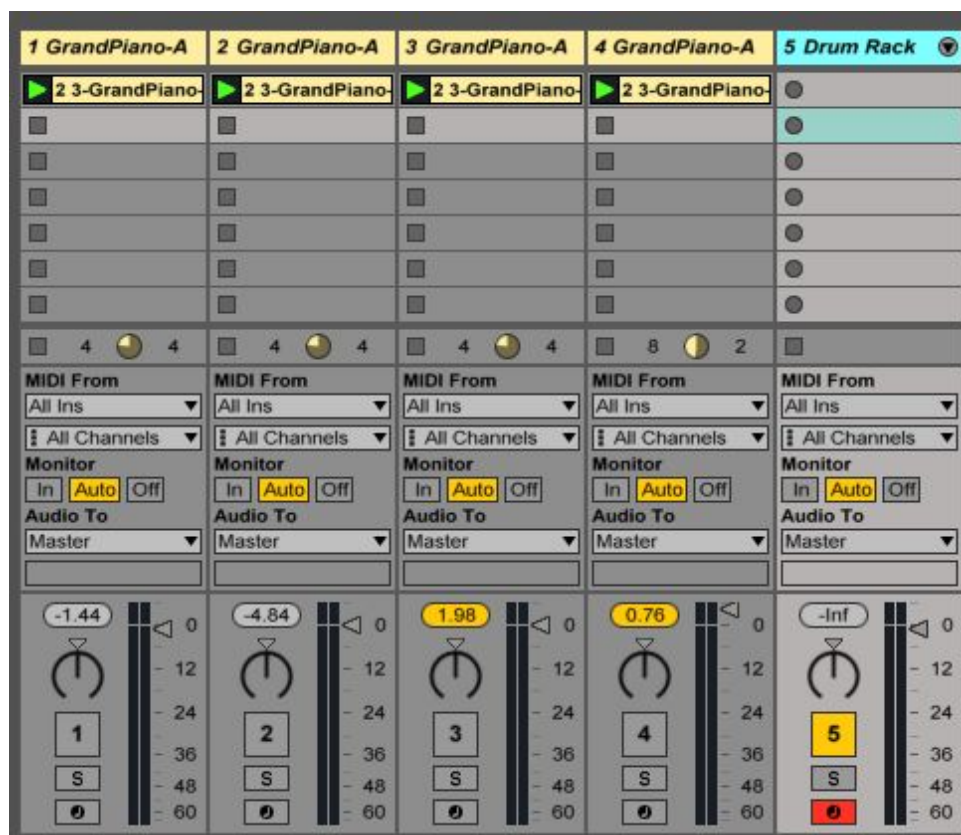 1 GrandPiano-A 2 GrandPiano-A 3 GrandPiano-A 4 GrandPiano-A 5 Drum Rack
2 3-GrandPiano- 2 3-GrandPiano- 2 3-GrandPiano- 2 3-GrandPiano-
4 4 4 4 4 4 8 2
MIDI From MIDI From MIDI From MIDI From MIDI From
All Ins All Ins All Ins All Ins All Ins
All Channels All Channels All Channels All Channels All Channels
Monitor Monitor Monitor Monitor Monitor
In Auto Off In Auto Off In Auto Off In Auto Off In Auto Off
Audio To Audio To Audio To Audio To Audio To
Master Master Master Master Master
-1.44 -4.84 1.98 0.76 -Inf
0 0 0 0 0
12 12 12 12 12
24 24 24 24 24
1 2 3 4 5
36 36 36 36 36
S S S S S
48 48 48 48 48
60 60 60 60 60